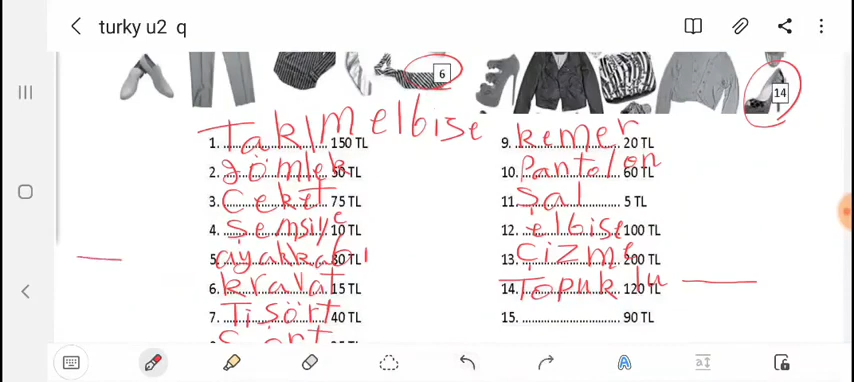 turky u2 q
6
14
1. Takım elbise 150 TL
2. gömlek 50 TL
3. Ceket 75 TL
4. Şemsiye 10 TL
5. ayakkabı 80 TL
6. kravat 15 TL
7. Tişört 40 TL
9. kemer 20 TL
10. Pantolon 60 TL
11. Şal 5 TL
12. elbise 100 TL
13. Çizme 200 TL
14. Topuklu 120 TL
15. 90 TL